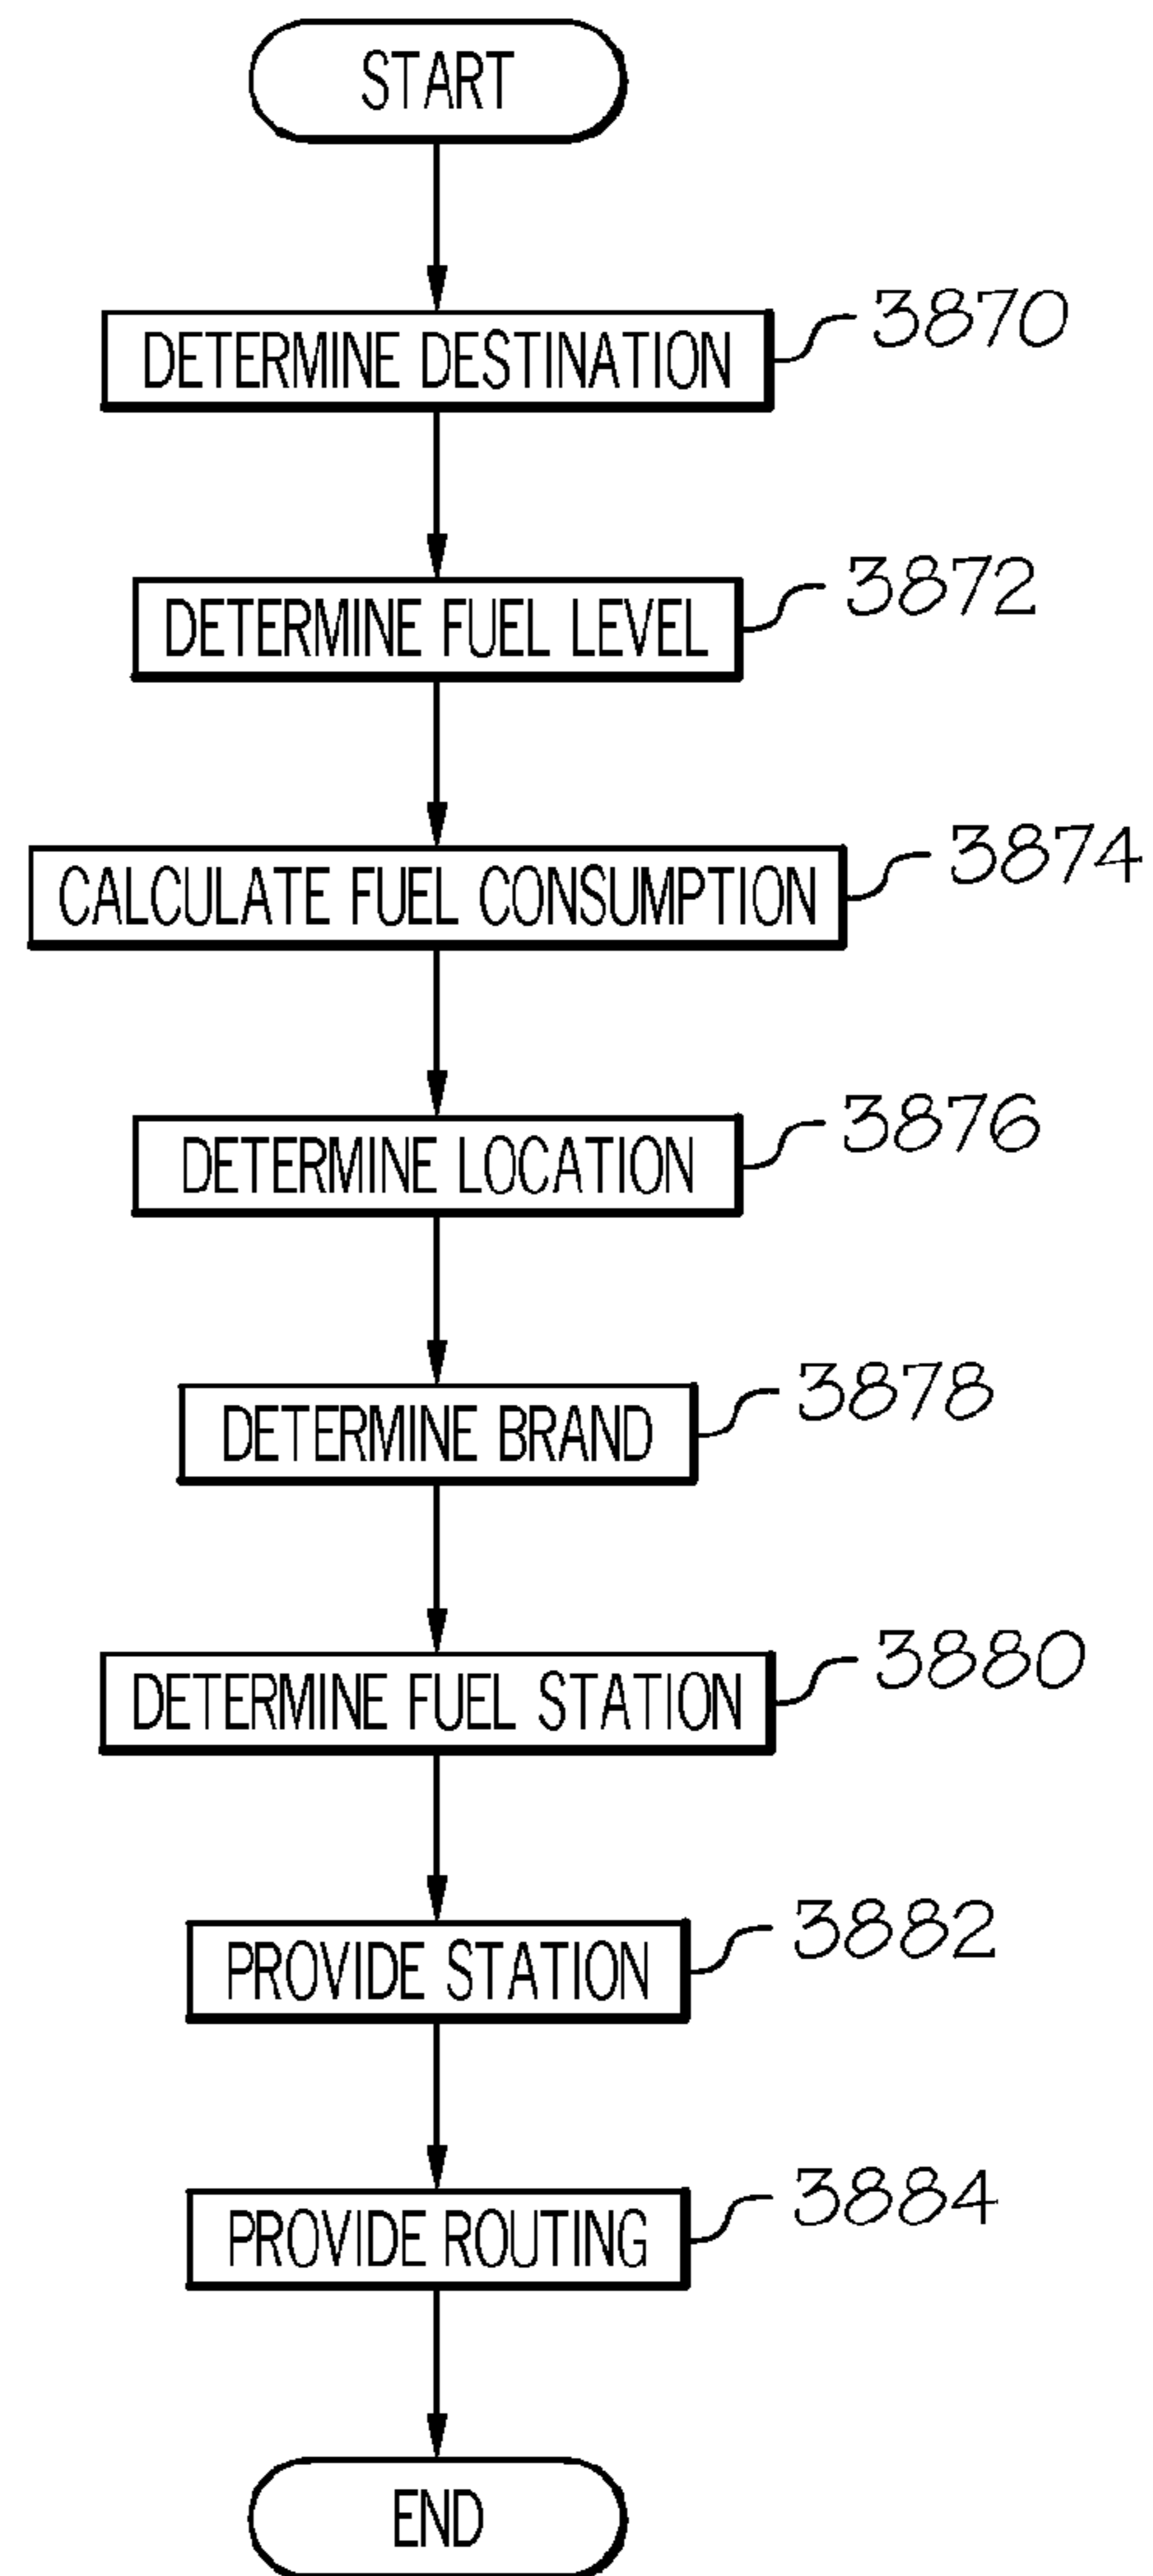 START
DETERMINE DESTINATION 3870
DETERMINE FUEL LEVEL 3872
CALCULATE FUEL CONSUMPTION 3874
DETERMINE LOCATION 3876
DETERMINE BRAND 3878
DETERMINE FUEL STATION 3880
PROVIDE STATION 3882
PROVIDE ROUTING 3884
END